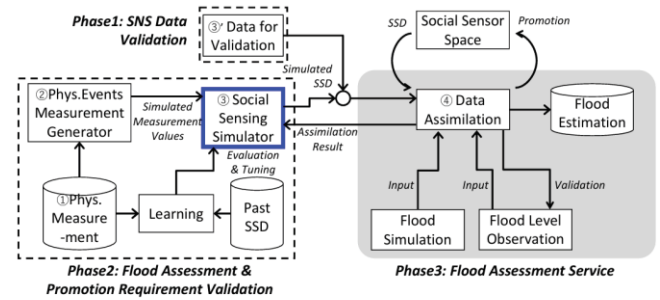 Phase1: SNS Data
Validation
③' Data for
Validation
SSD
Social Sensor
Space
Promotion
②Phys.Events
Measurement
Generator
Simulated
Measurement
Values
③ Social
Sensing
Simulator
Simulated
SSD
Assimilation
Result
④ Data
Assimilation
Flood
Estimation
Evaluation
& Tuning
①Phys.
Measure
-ment
Learning
Past
SSD
Input
Input
Validation
Flood
Simulation
Flood Level
Observation
Phase2: Flood Assessment &
Promotion Requirement Validation
Phase3: Flood Assessment Service